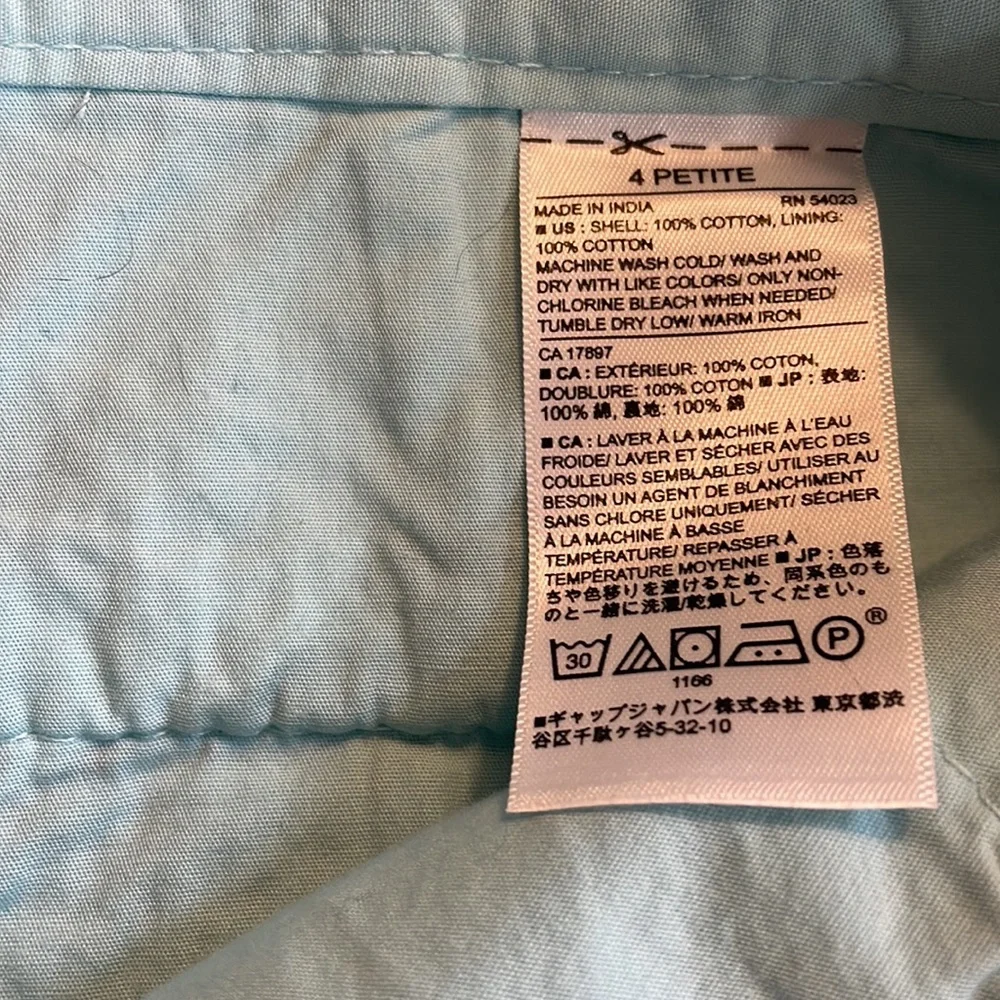 4 PETITE
MADE IN INDIA RN 54023
■ US : SHELL: 100% COTTON, LINING:
100% COTTON
MACHINE WASH COLD/ WASH AND
DRY WITH LIKE COLORS/ ONLY NON-
CHLORINE BLEACH WHEN NEEDED/
TUMBLE DRY LOW/ WARM IRON
CA 17897
■ CA : EXTÉRIEUR: 100% COTON,
DOUBLURE: 100% COTON ■ JP : 表地:
100% 綿, 裏地: 100% 綿
■ CA : LAVER À LA MACHINE À L'EAU
FROIDE/ LAVER ET SÉCHER AVEC DES
COULEURS SEMBLABLES/ UTILISER AU
BESOIN UN AGENT DE BLANCHIMENT
SANS CHLORE UNIQUEMENT/ SÉCHER
À LA MACHINE À BASSE
TEMPÉRATURE/ REPASSER À
TEMPÉRATURE MOYENNE ■ JP : 色落
ちや色移りを避けるため、同系色のも
のと一緒に洗濯/乾燥してください。
30 P ®
1166
■ギャップジャパン株式会社 東京都渋
谷区千駄ヶ谷5-32-10